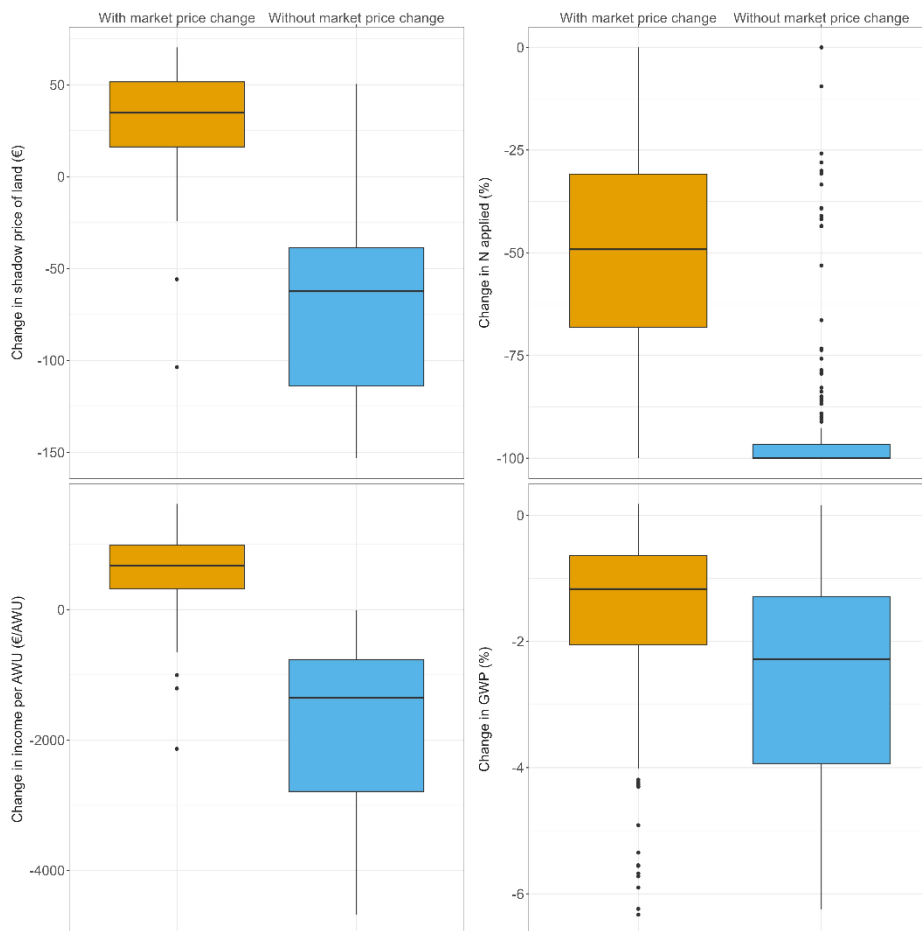 With market price change Without market price change
Change in shadow price of land (€)
50
0
-50
-100
-150
With market price change Without market price change
Change in N applied (%)
0
-25
-50
-75
-100
Change in income per AWU (€/AWU)
0
-2000
-4000
Change in GWP (%)
0
-2
-4
-6